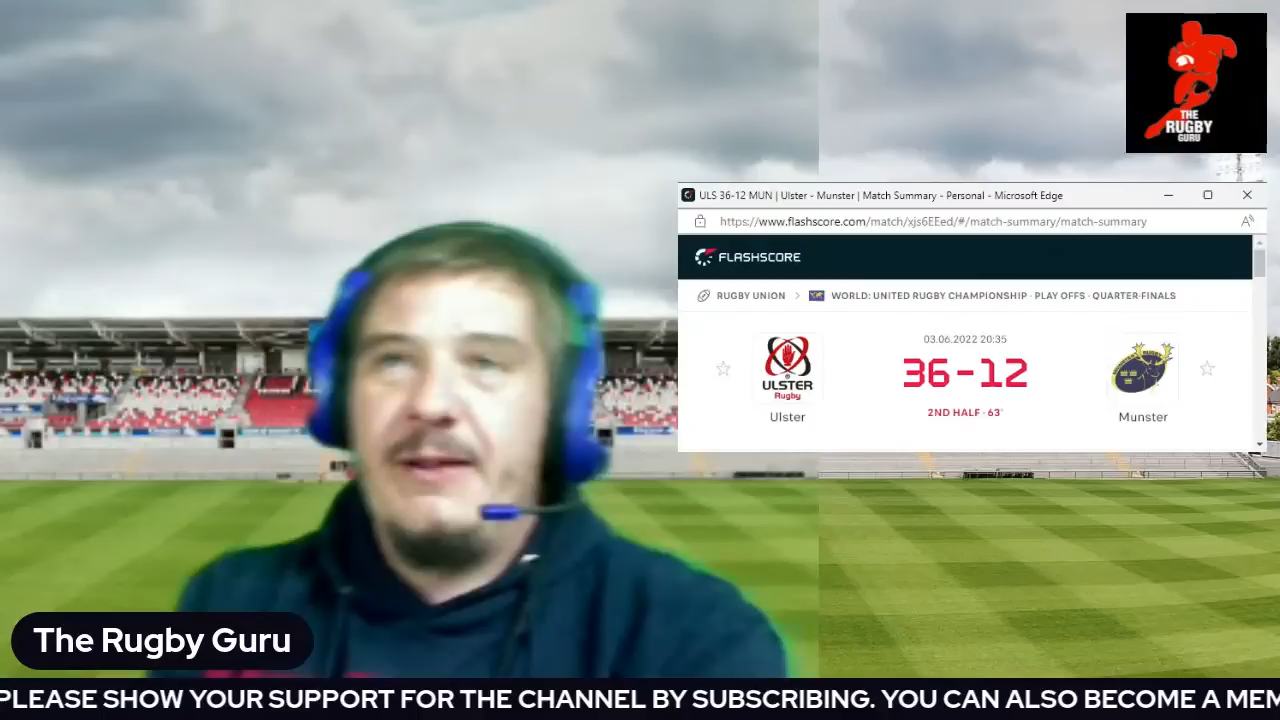 THE
RUGBY
GURU
ULS 36-12 MUN | Ulster - Munster | Match Summary - Personal - Microsoft Edge
https://www.flashscore.com/match/xjs6EEed/#/match-summary/match-summary
FLASHSCORE
RUGBY UNION > WORLD: UNITED RUGBY CHAMPIONSHIP - PLAY OFFS - QUARTER-FINALS
03.06.2022 20:35
36-12
2ND HALF - 63'
ULSTER
Rugby
Ulster
Munster
The Rugby Guru
PLEASE SHOW YOUR SUPPORT FOR THE CHANNEL BY SUBSCRIBING. YOU CAN ALSO BECOME A MEM